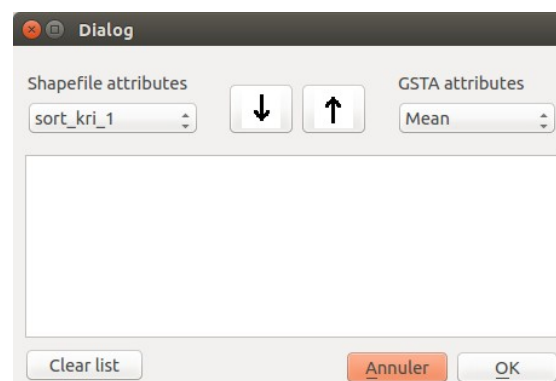 Dialog
Shapefile attributes
GSTA attributes
sort_kri_1
Mean
Clear list
Annuler
OK